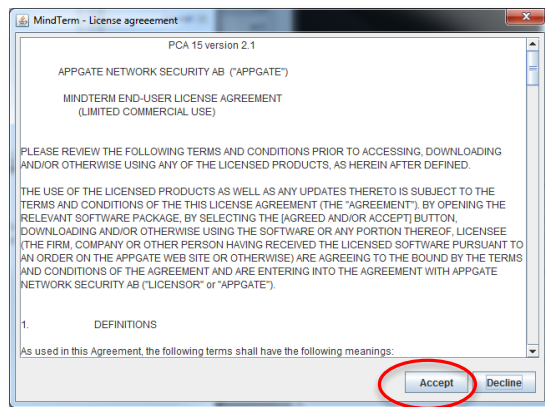 MindTerm - License agreeement
PCA 15 version 2.1
APPGATE NETWORK SECURITY AB ("APPGATE")
MINDTERM END-USER LICENSE AGREEMENT
(LIMITED COMMERCIAL USE)
PLEASE REVIEW THE FOLLOWING TERMS AND CONDITIONS PRIOR TO ACCESSING, DOWNLOADING
AND/OR OTHERWISE USING ANY OF THE LICENSED PRODUCTS, AS HEREIN AFTER DEFINED.
THE USE OF THE LICENSED PRODUCTS AS WELL AS ANY UPDATES THERETO IS SUBJECT TO THE
TERMS AND CONDITIONS OF THE THIS LICENSE AGREEMENT (THE "AGREEMENT"). BY OPENING THE
RELEVANT SOFTWARE PACKAGE, BY SELECTING THE [AGREED AND/OR ACCEPT] BUTTON,
DOWNLOADING AND/OR OTHERWISE USING THE SOFTWARE OR ANY PORTION THEREOF, LICENSEE
(THE FIRM, COMPANY OR OTHER PERSON HAVING RECEIVED THE LICENSED SOFTWARE PURSUANT TO
AN ORDER ON THE APPGATE WEB SITE OR OTHERWISE) ARE AGREEING TO THE BOUND BY THE TERMS
AND CONDITIONS OF THE AGREEMENT AND ARE ENTERING INTO THE AGREEMENT WITH APPGATE
NETWORK SECURITY AB ("LICENSOR" or "APPGATE").
1. DEFINITIONS
As used in this Agreement, the following terms shall have the following meanings:
Accept Decline